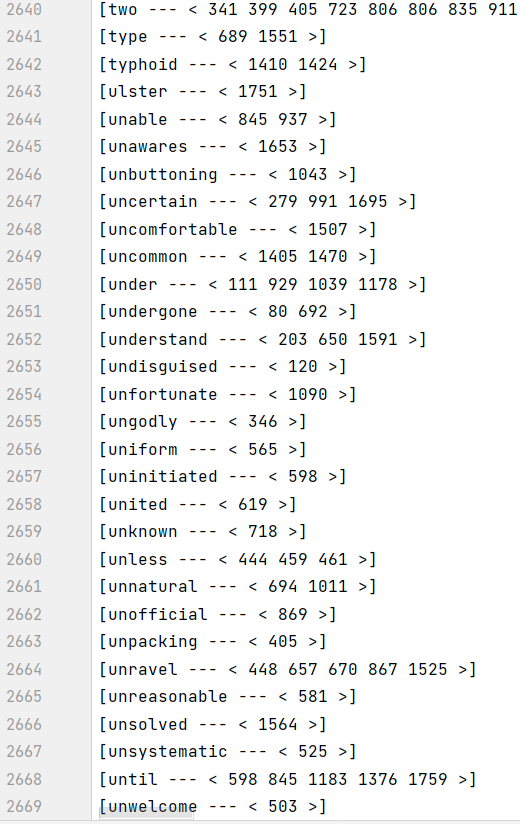 2640 [two --- < 341 399 405 723 806 806 835 911
2641 [type --- < 689 1551 >]
2642 [typhoid --- < 1410 1424 >]
2643 [ulster --- < 1751 >]
2644 [unable --- < 845 937 >]
2645 [unawares --- < 1653 >]
2646 [unbuttoning --- < 1043 >]
2647 [uncertain --- < 279 991 1695 >]
2648 [uncomfortable --- < 1507 >]
2649 [uncommon --- < 1405 1470 >]
2650 [under --- < 111 929 1039 1178 >]
2651 [undergone --- < 80 692 >]
2652 [understand --- < 203 650 1591 >]
2653 [undisguised --- < 120 >]
2654 [unfortunate --- < 1090 >]
2655 [ungodly --- < 346 >]
2656 [uniform --- < 565 >]
2657 [uninitiated --- < 598 >]
2658 [united --- < 619 >]
2659 [unknown --- < 718 >]
2660 [unless --- < 444 459 461 >]
2661 [unnatural --- < 694 1011 >]
2662 [unofficial --- < 869 >]
2663 [unpacking --- < 405 >]
2664 [unravel --- < 448 657 670 867 1525 >]
2665 [unreasonable --- < 581 >]
2666 [unsolved --- < 1564 >]
2667 [unsystematic --- < 525 >]
2668 [until --- < 598 845 1183 1376 1759 >]
2669 [unwelcome --- < 503 >]